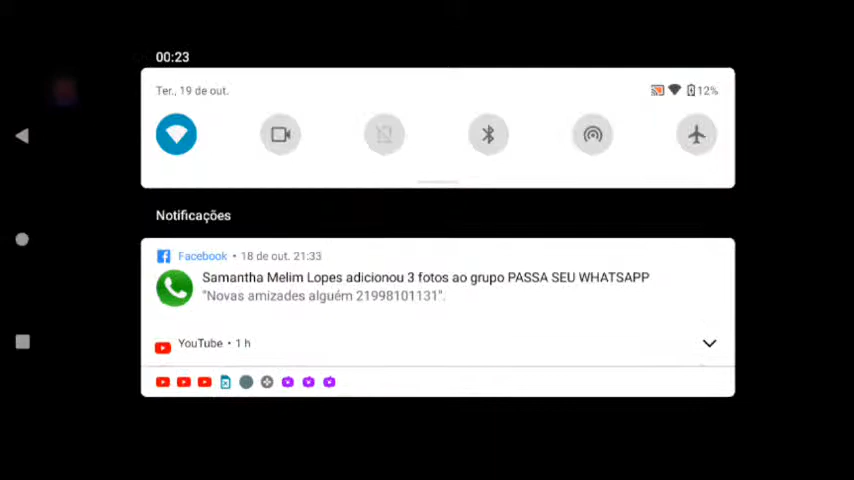 00:23
Ter., 19 de out.
12%
Notificações
Facebook • 18 de out. 21:33
Samantha Melim Lopes adicionou 3 fotos ao grupo PASSA SEU WHATSAPP
"Novas amizades alguém 21998101131".
YouTube • 1 h